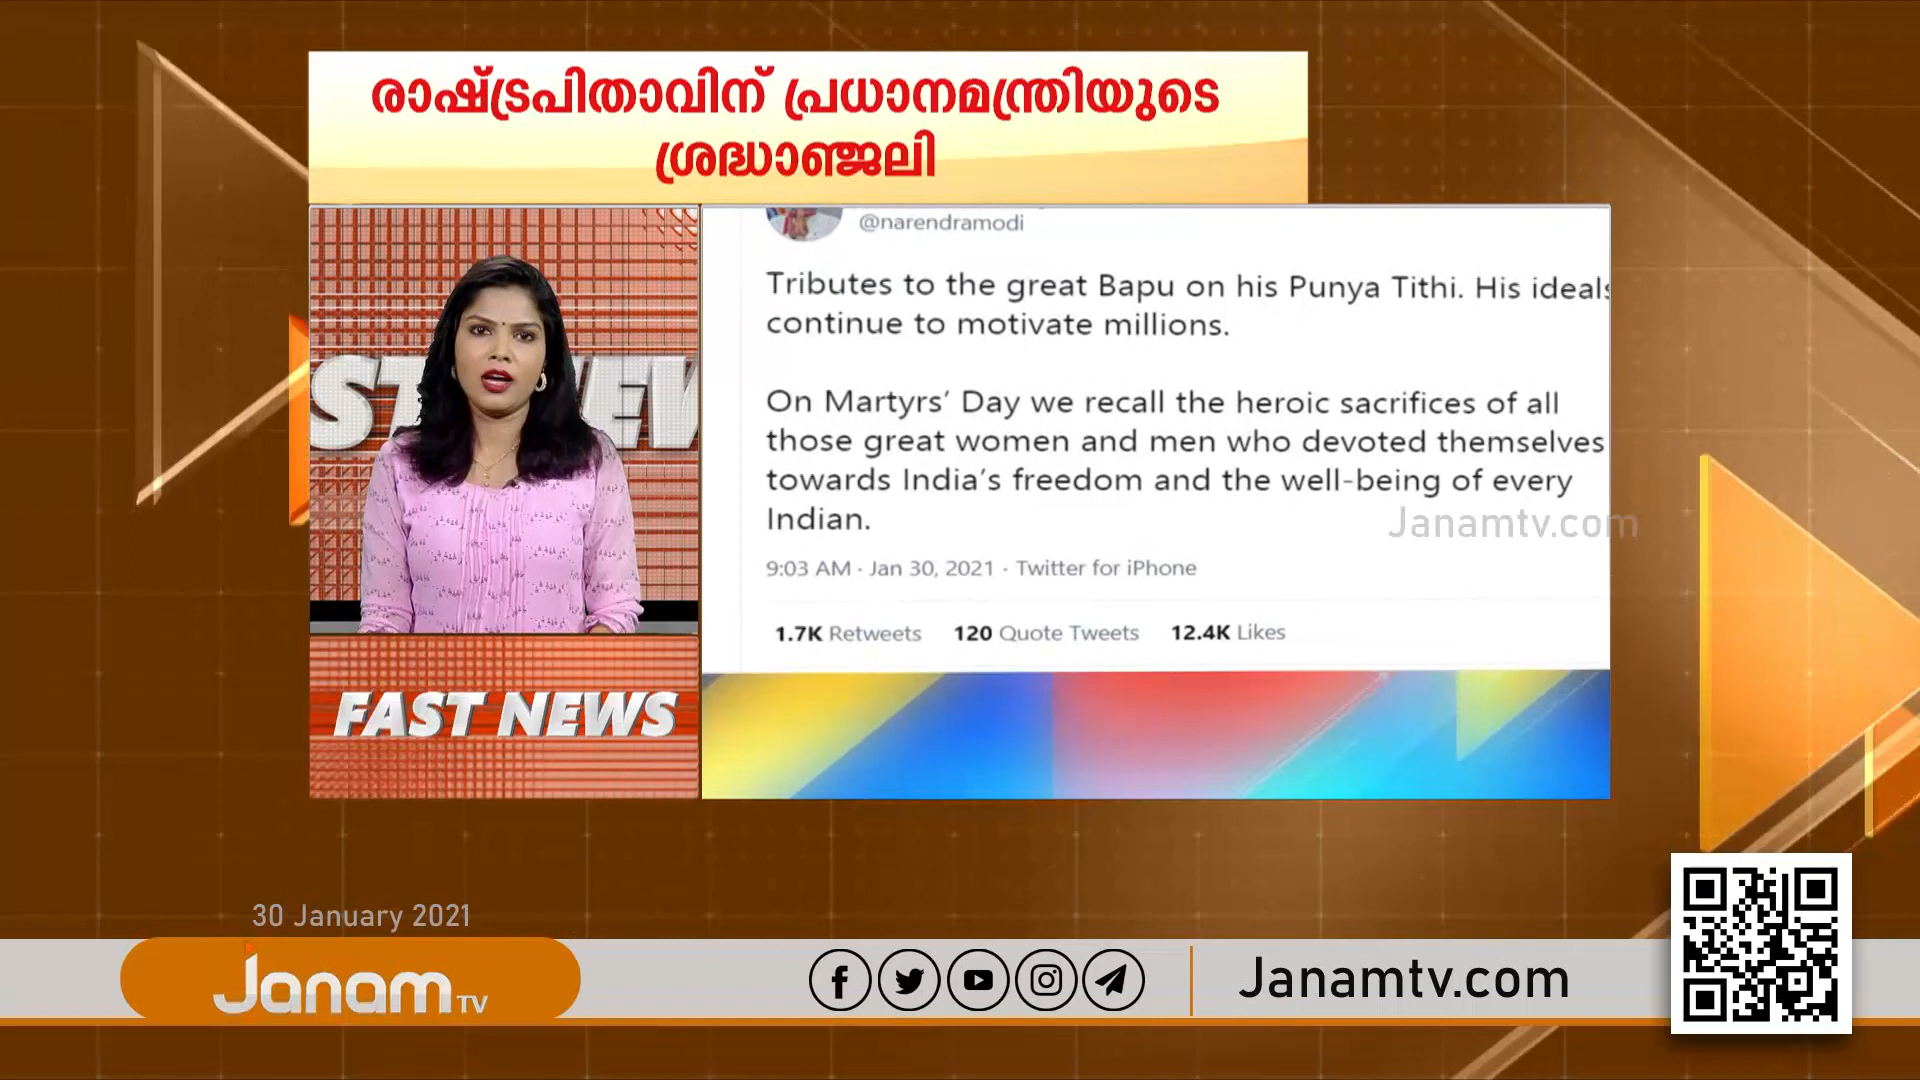 രാഷ്ട്രപിതാവിന് പ്രധാനമന്ത്രിയുടെ
ശ്രദ്ധാഞ്ജലി
@narendramodi
Tributes to the great Bapu on his Punya Tithi. His ideals
continue to motivate millions.
On Martyrs’ Day we recall the heroic sacrifices of all
those great women and men who devoted themselves
towards India’s freedom and the well-being of every
Indian.
Janamtv.com
9:03 AM · Jan 30, 2021 · Twitter for iPhone
1.7K Retweets 120 Quote Tweets 12.4K Likes
FAST NEWS
30 January 2021
Janam TV
Janamtv.com